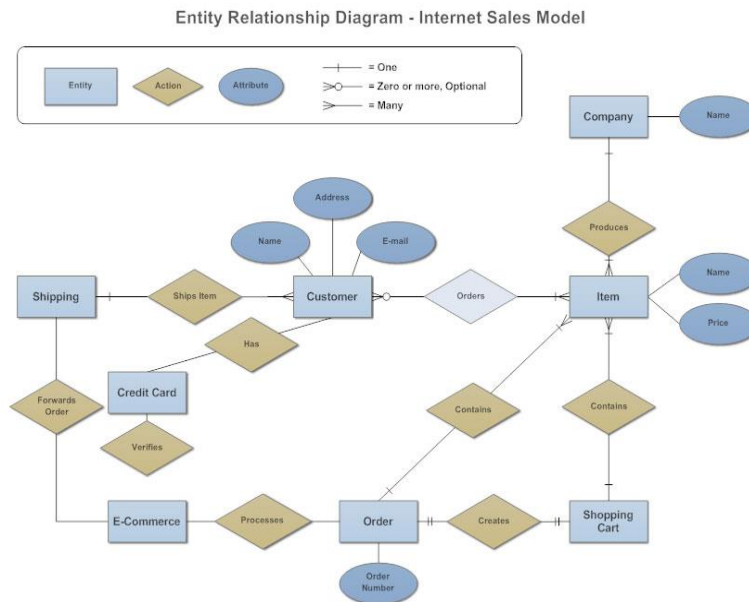 Entity Relationship Diagram - Internet Sales Model
Entity
Action
Attribute
= One
= Zero or more, Optional
= Many
Company
Name
Address
Name
E-mail
Produces
Shipping
Ships Item
Customer
Orders
Item
Name
Price
Has
Credit Card
Forwards
Order
Contains
Contains
Verifies
E-Commerce
Processes
Order
Creates
Shopping
Cart
Order
Number